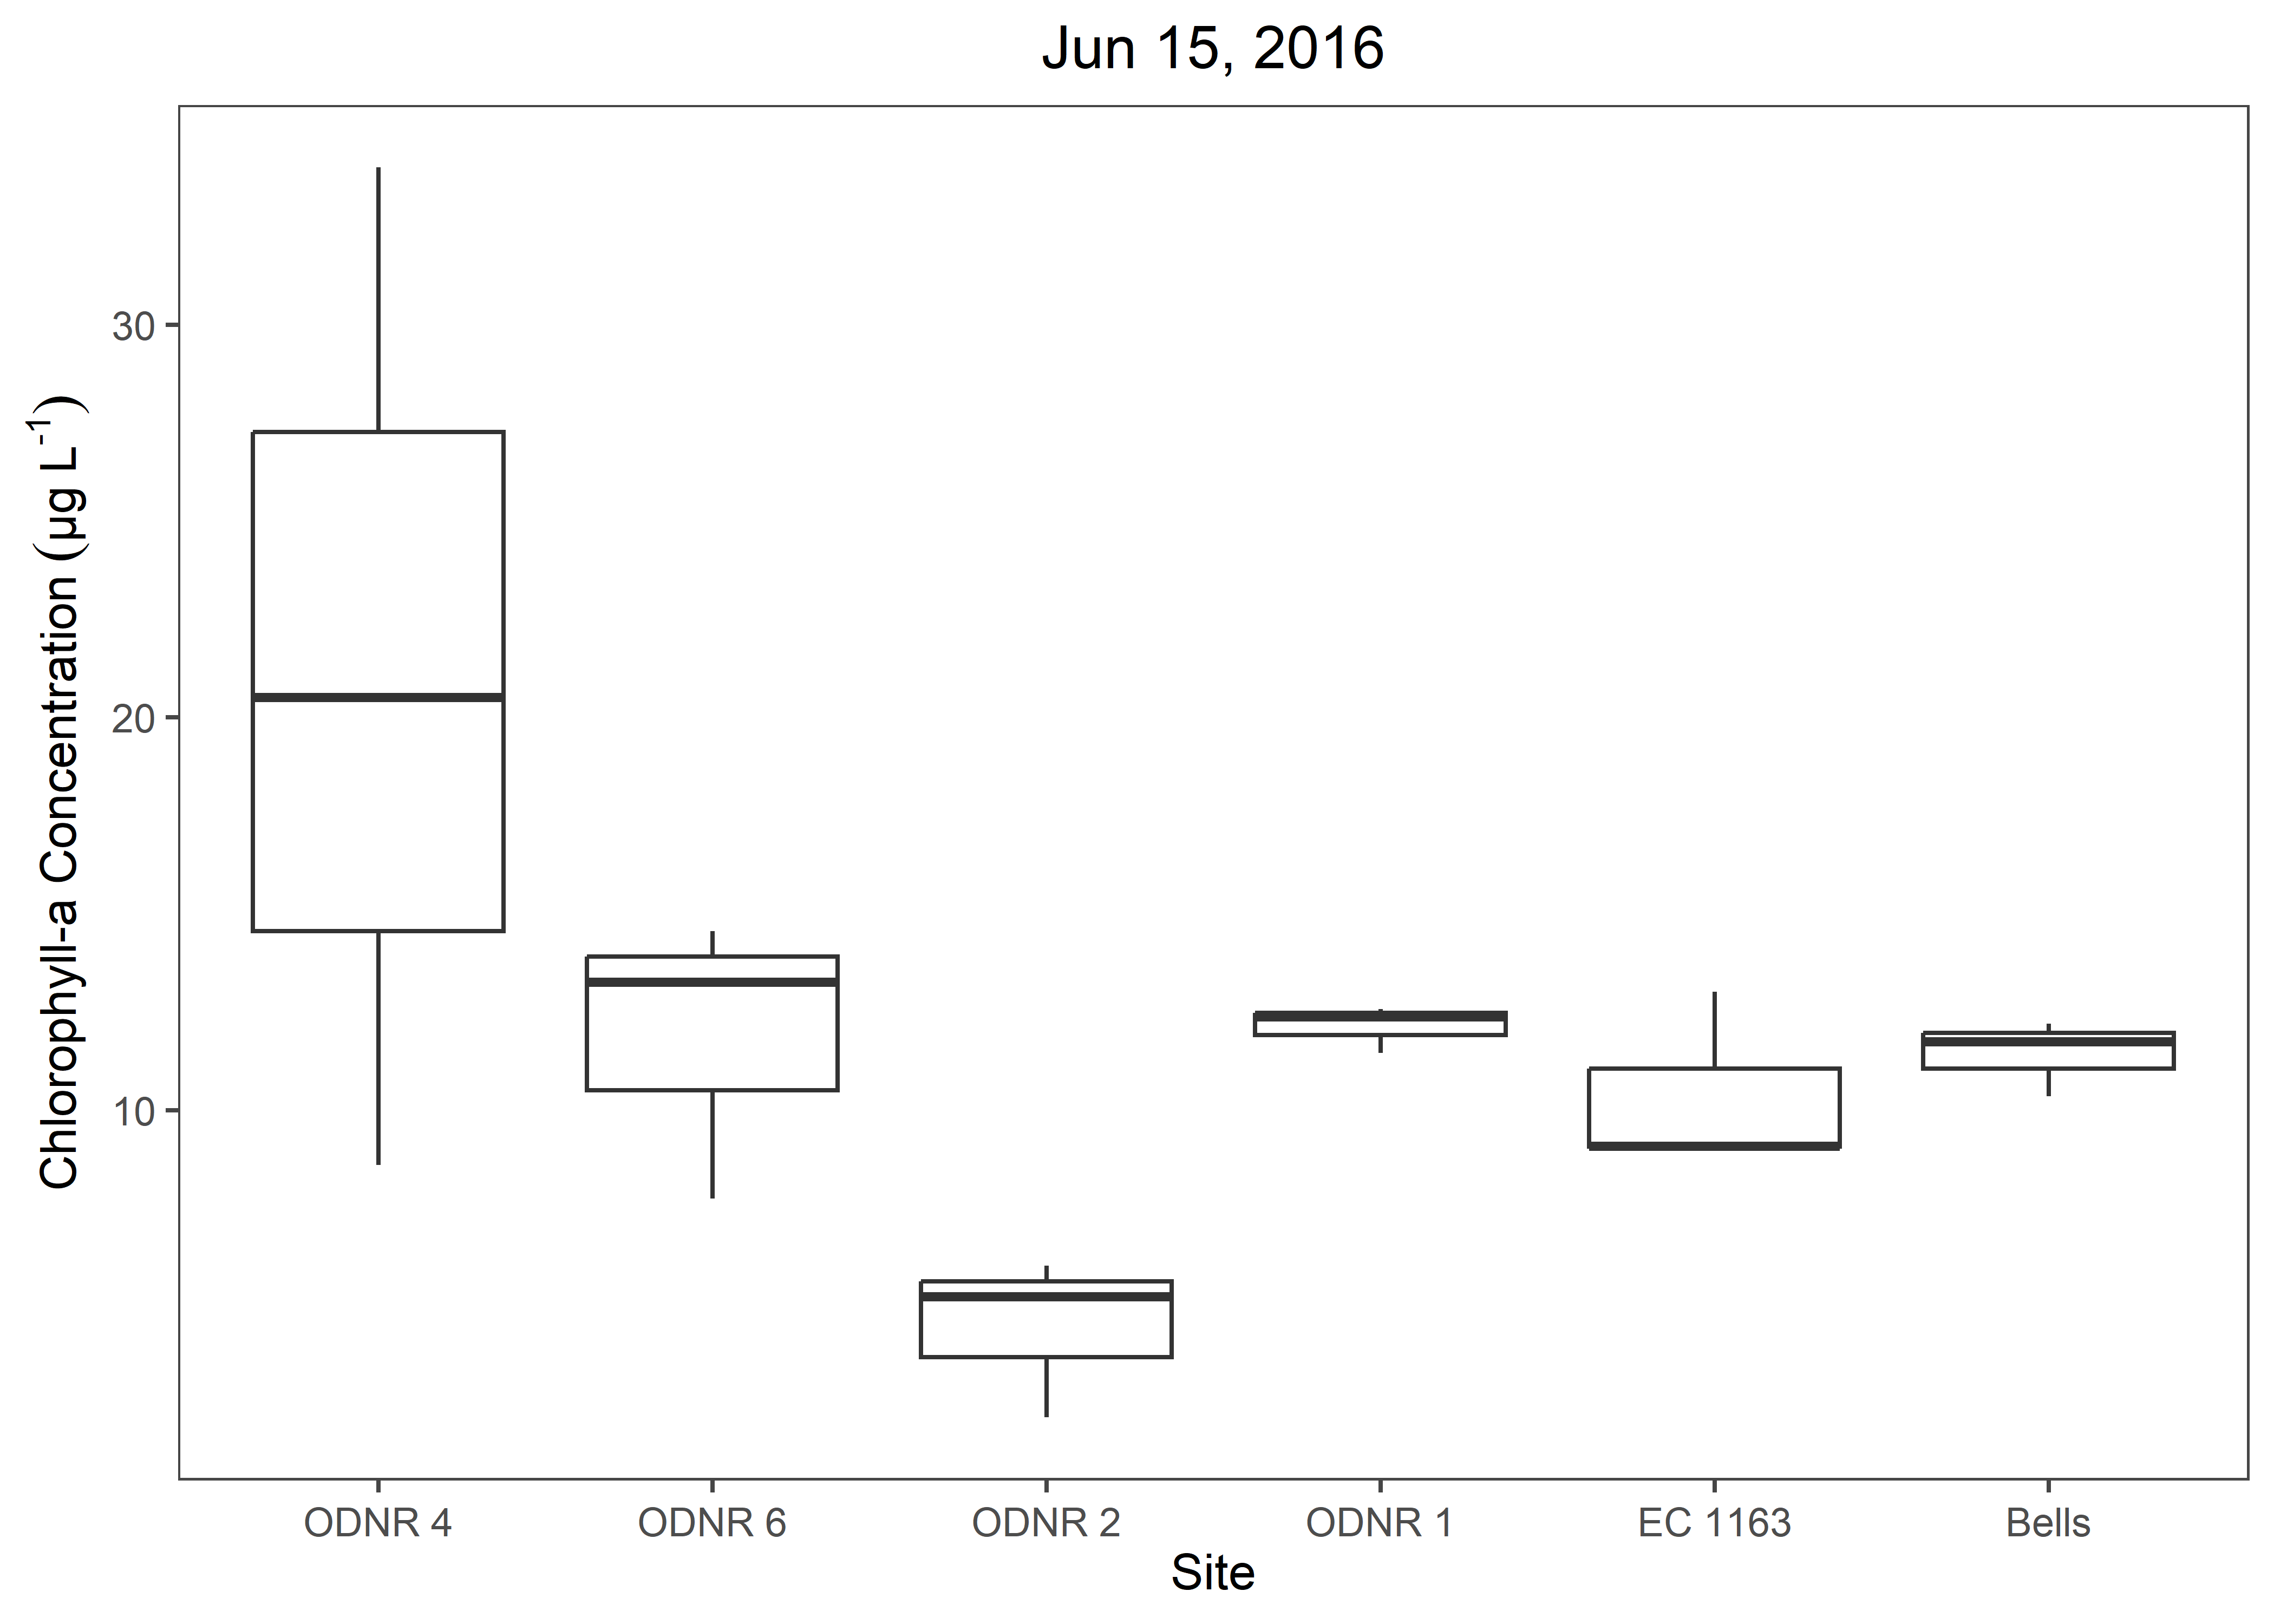 Jun 15, 2016
Chlorophyll-a Concentration (µg L⁻¹)
30
20
10
ODNR 4 ODNR 6 ODNR 2 ODNR 1 EC 1163 Bells
Site